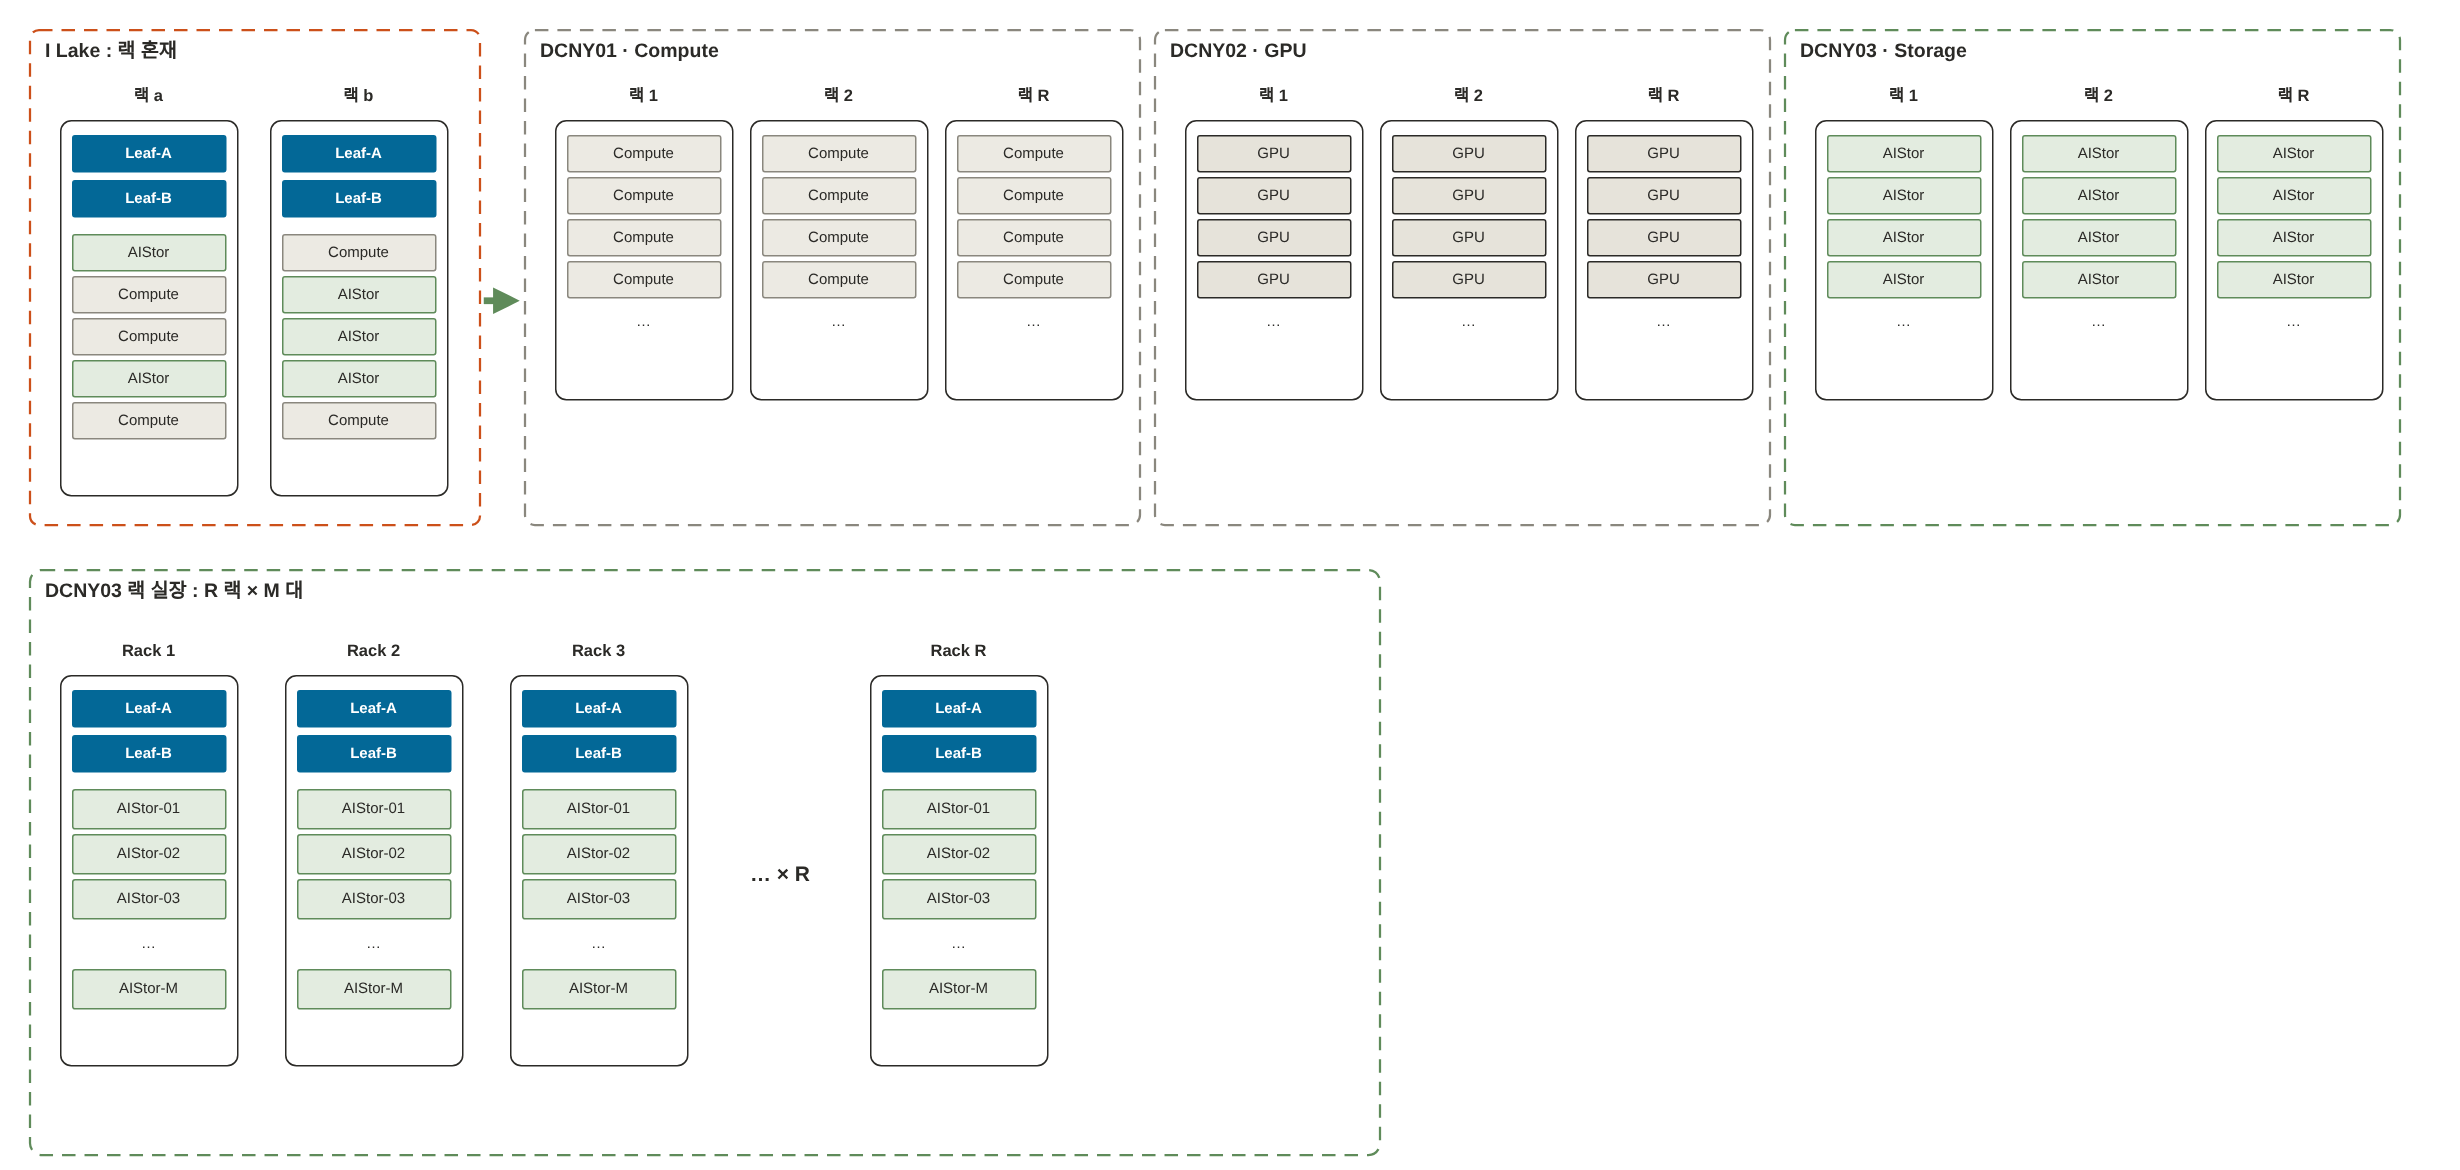 I Lake : 랙 혼재
랙 a
랙 b
Leaf-A
Leaf-B
AIStor
Compute
Compute
AIStor
Compute
Leaf-A
Leaf-B
Compute
AIStor
AIStor
AIStor
Compute
DCNY01 · Compute
랙 1
랙 2
랙 R
Compute
Compute
Compute
Compute
…
Compute
Compute
Compute
Compute
…
Compute
Compute
Compute
Compute
…
DCNY02 · GPU
랙 1
랙 2
랙 R
GPU
GPU
GPU
GPU
…
GPU
GPU
GPU
GPU
…
GPU
GPU
GPU
GPU
…
DCNY03 · Storage
랙 1
랙 2
랙 R
AIStor
AIStor
AIStor
AIStor
…
AIStor
AIStor
AIStor
AIStor
…
AIStor
AIStor
AIStor
AIStor
…
DCNY03 랙 실장 : R 랙 × M 대
Rack 1
Leaf-A
Leaf-B
AIStor-01
AIStor-02
AIStor-03
…
AIStor-M
Rack 2
Leaf-A
Leaf-B
AIStor-01
AIStor-02
AIStor-03
…
AIStor-M
Rack 3
Leaf-A
Leaf-B
AIStor-01
AIStor-02
AIStor-03
…
AIStor-M
… × R
Rack R
Leaf-A
Leaf-B
AIStor-01
AIStor-02
AIStor-03
…
AIStor-M